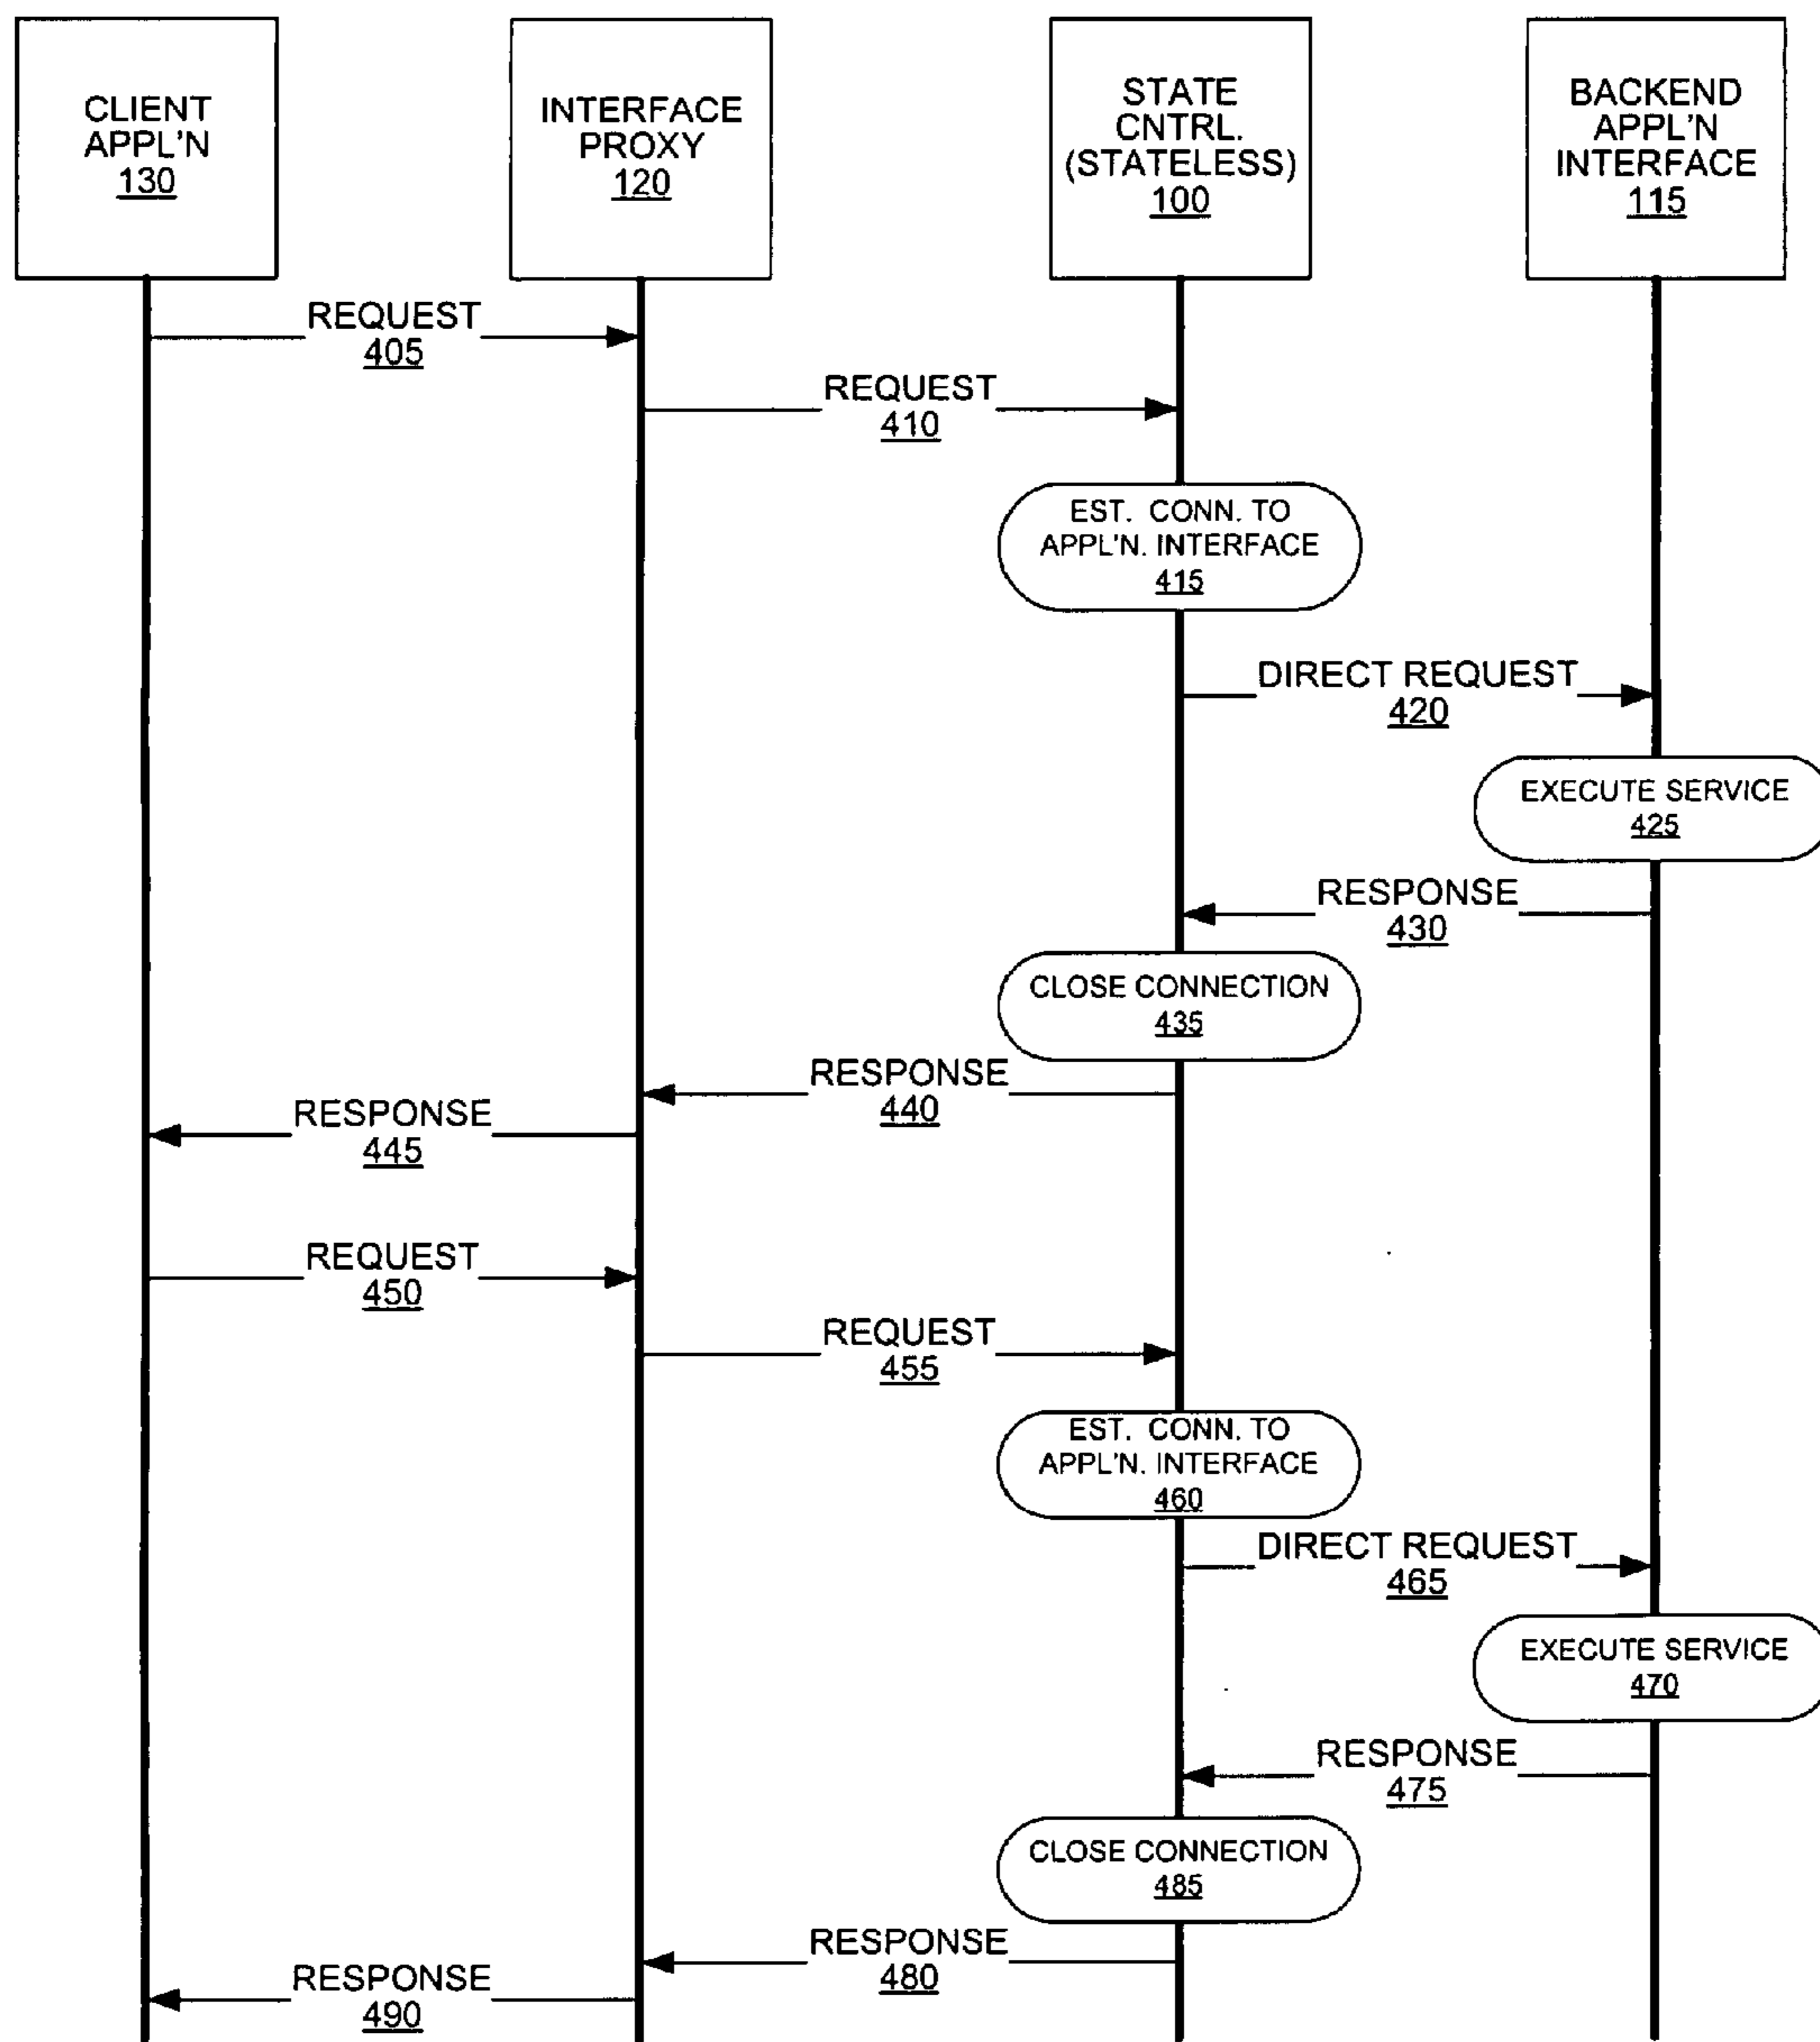 CLIENT
APPL'N
130
INTERFACE
PROXY
120
STATE
CNTRL.
(STATELESS)
100
BACKEND
APPL'N
INTERFACE
115
REQUEST
405
REQUEST
410
EST. CONN. TO
APPL'N. INTERFACE
415
DIRECT REQUEST
420
EXECUTE SERVICE
425
RESPONSE
430
CLOSE CONNECTION
435
RESPONSE
440
RESPONSE
445
REQUEST
450
REQUEST
455
EST. CONN. TO
APPL'N. INTERFACE
460
DIRECT REQUEST
465
EXECUTE SERVICE
470
RESPONSE
475
CLOSE CONNECTION
485
RESPONSE
480
RESPONSE
490